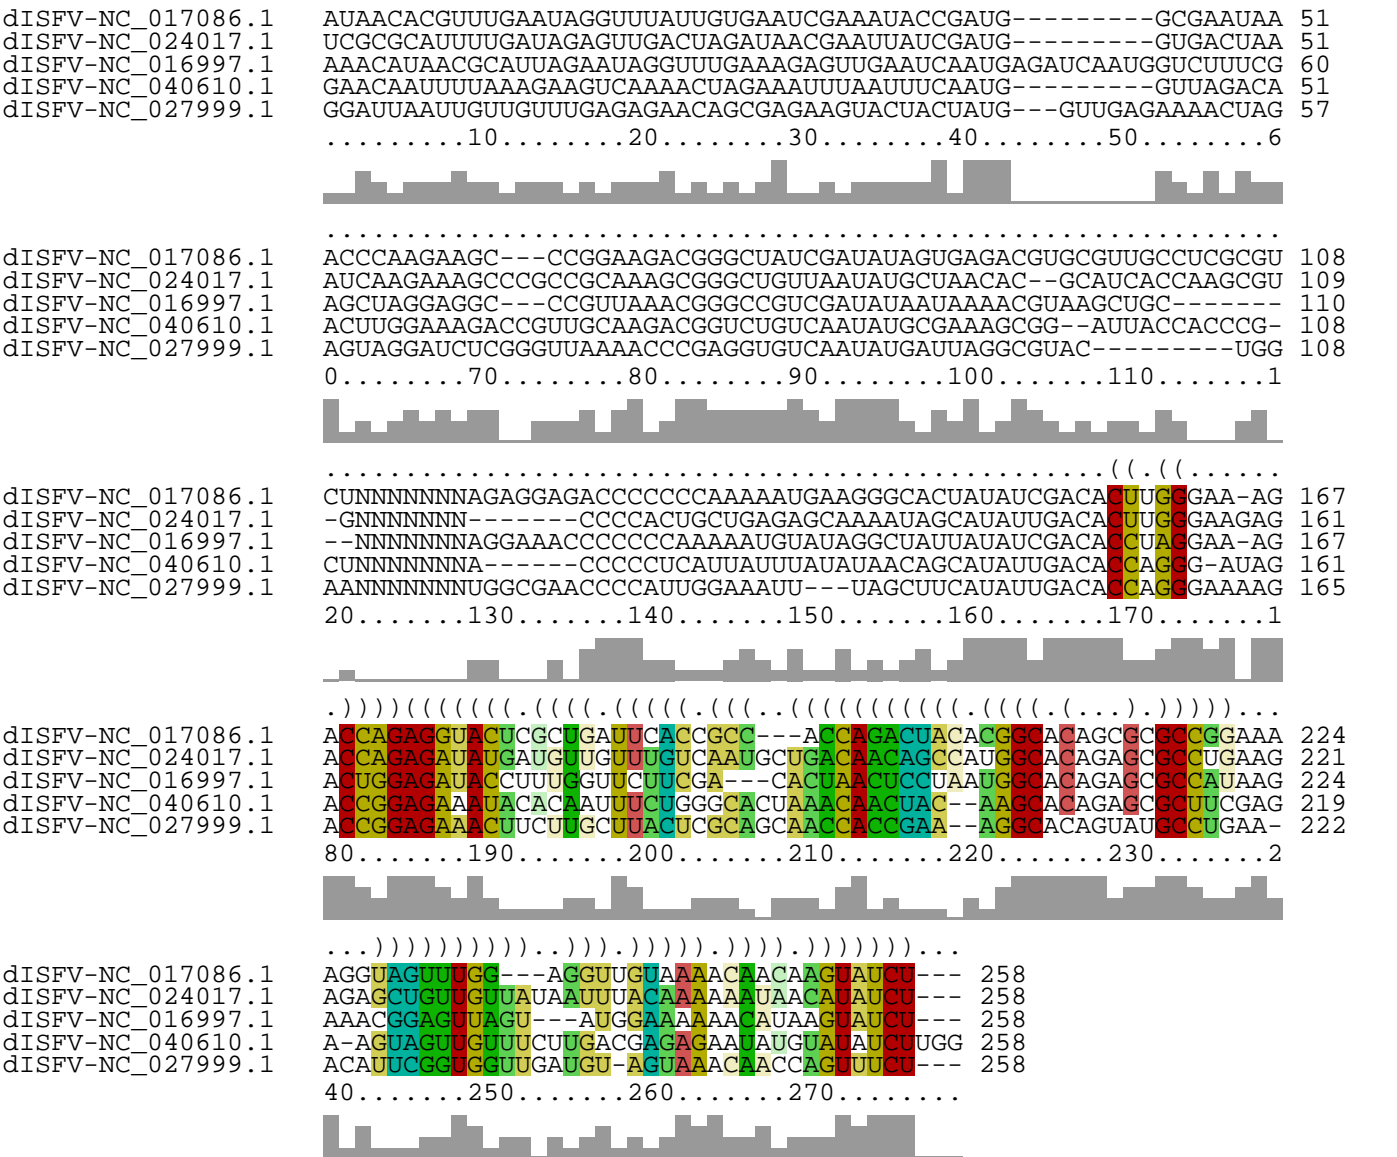 dISFV-NC_017086.1 AUAACACGUUUGAAUAGGUUUAUUGUGAAUCGAAAUACCGAUG---------GCGAAUAA 51
dISFV-NC_024017.1 UCGCGCAUUUUGAUAGAGUUGACUAGAUAACGAAUUAUCGAUG---------GUGACUAA 51
dISFV-NC_016997.1 AAACAUAACGCAUUAGAAUAGGUUUGAAAGAGUUGAAUCAAUGAGAUCAAUGGUCUUUCG 60
dISFV-NC_040610.1 GAACAAUUUUAAAGAAGUCAAAACUAGAAAUUUAAUUUCAAUG---------GUUAGACA 51
dISFV-NC_027999.1 GGAUUAAUUGUUGUUUGAGAGAACAGCGAGAAGUACUACUAUG---GUUGAGAAAACUAG 57
.........10........20........30........40........50........6
............................................................
dISFV-NC_017086.1 ACCCAAGAAGC---CCGGAAGACGGGCUAUCGAUAUAGUGAGACGUGCGUUGCCUCGCGU 108
dISFV-NC_024017.1 AUCAAGAAAGCCCGCCGCAAAGCGGGCUGUUAAUAUGCUAACAC--GCAUCACCAAGCGU 109
dISFV-NC_016997.1 AGCUAGGAGGC---CCGUUAAACGGGCCGUCGAUAUAAUAAAACGUAAGCUGC------- 110
dISFV-NC_040610.1 ACUUGGAAAGACCGUUGCAAGACGGUCUGUCAAUAUGCGAAAGCGG--AUUACCACCCG- 108
dISFV-NC_027999.1 AGUAGGAUCUCGGGUUAAAACCCGAGGUGUCAAUAUGAUUAGGCGUAC---------UGG 108
0........70........80........90........100.......110.......1
.................................................((.((......
dISFV-NC_017086.1 CUNNNNNNNAGAGGAGACCCCCCCAAAAAUGAAGGGCACUAUAUCGACACUUGGGAA-AG 167
dISFV-NC_024017.1 -GNNNNNNN-------CCCCACUGCUGAGAGCAAAAUAGCAUAUUGACACUUGGGAAGAG 161
dISFV-NC_016997.1 --NNNNNNNAGGAAACCCCCCCAAAAAUGUAUAGGCUAUUAUAUCGACACCUAGGAA-AG 167
dISFV-NC_040610.1 CUNNNNNNNA------CCCCCUCAUUAUUUAUAUAACAGCAUAUUGACACCAGGG-AUAG 161
dISFV-NC_027999.1 AANNNNNNNGGCGAACCCCAUUGGAAAUU---UAGCUUCAUAUUGACACCAGGGAAAAG 165
20.......130.......140.......150.......160.......170.......1
.))))(((((((.((((.(((((.(((..(((((((((((.((((.(...).)))))...
dISFV-NC_017086.1 ACCAGAGGUACUCGCUGAUUCACCGCC---ACCAGACUACACGGCACAGCGCGCCGGAAA 224
dISFV-NC_024017.1 ACCAGAGAUAUGAUGUUGUUUGUCAAUGCUGACAACAGCCAUGGCACAGAGCGCCUGAAG 221
dISFV-NC_016997.1 ACUGGAGAUACCUUUGGUUCUUCGA---CACUAACUCCUAAUGGCACAGAGCGCCAUAAG 224
dISFV-NC_040610.1 ACCGGAGAAAUACACAAUUUCUGGGCACUAAACAACUAC--AAGCACAGAGCGCUUCGAG 219
dISFV-NC_027999.1 ACCGGAGAAACUUCUUGCUUACUCGCAGCAACCACCGAA--AGGCACAGUAUGCCUGAA- 222
80.......190.......200.......210.......220.......230.......2
...))))))))))..))).))))).)))).)))))))...
dISFV-NC_017086.1 AGGUAGUUUGG---AGGUUGUAAAACAACAAGUAUCU--- 258
dISFV-NC_024017.1 AGAGCUGUUGUUAUAAUUUACAAAAAAUAACAUAUCU--- 258
dISFV-NC_016997.1 AAACGGAGUUAGU---AUCGAAAAAACAUAAGUAUCU--- 258
dISFV-NC_040610.1 A-AGUAGUUGUUUCUUGACGAGAGAAUAUGUAUAUCUUGG 258
dISFV-NC_027999.1 ACAUUCGGUGGUUGAUGU-AGUAAACAACCAGUUUCU--- 258
40.......250.......260.......270........